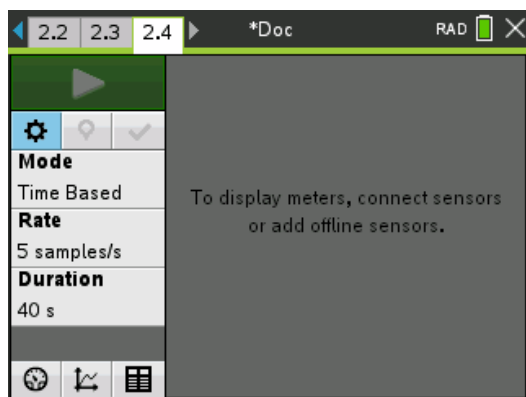 2.2 2.3 2.4 *Doc RAD
Mode
Time Based
Rate
5 samples/s
Duration
40 s
To display meters, connect sensors
or add offline sensors.